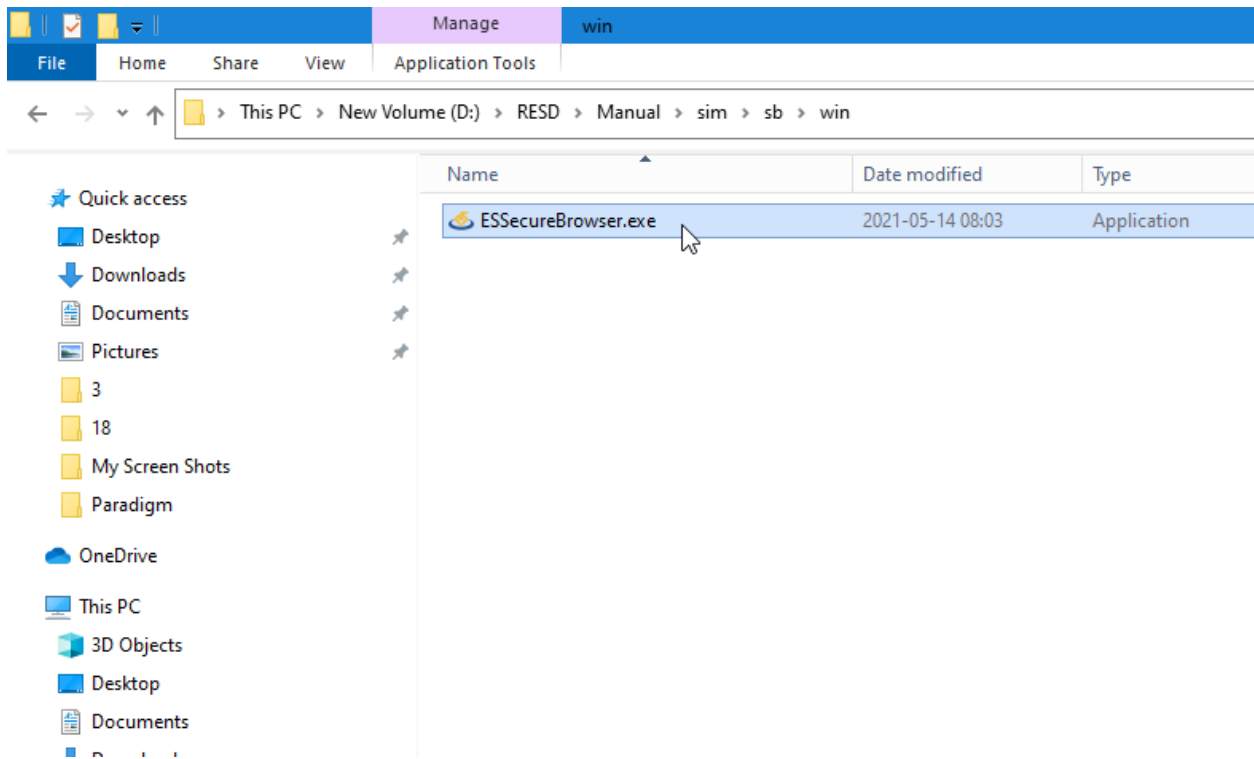 Manage
win
File Home Share View Application Tools
This PC > New Volume (D:) > RESD > Manual > sim > sb > win
Name Date modified Type
ESSecureBrowser.exe 2021-05-14 08:03 Application
Quick access
Desktop
Downloads
Documents
Pictures
3
18
My Screen Shots
Paradigm
OneDrive
This PC
3D Objects
Desktop
Documents